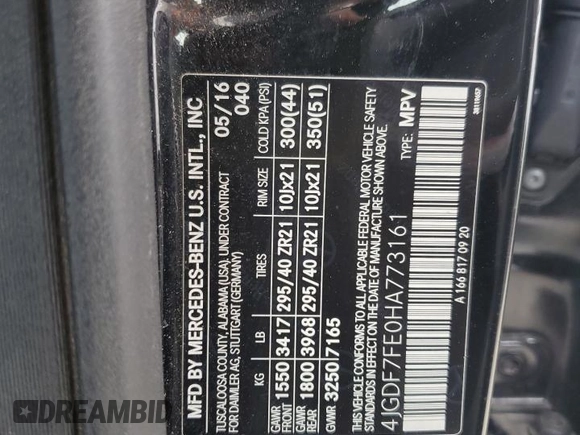 MFD BY MERCEDES-BENZ U.S. INTL., INC
TUSCALOOSA COUNTY, ALABAMA (USA), UNDER CONTRACT
FOR DAIMLER AG, STUTTGART (GERMANY)
05/16
040
KG LB TIRES RIM SIZE COLD KPA (PSI)
GAWR FRONT 1550 3417 295/40 ZR21 10Jx21 300(44)
GAWR REAR 1800 3968 295/40 ZR21 10Jx21 350(51)
GVWR 3250 7165
THIS VEHICLE CONFORMS TO ALL APPLICABLE FEDERAL MOTOR VEHICLE SAFETY
STANDARDS IN EFFECT ON THE DATE OF MANUFACTURE SHOWN ABOVE.
4JGDF7FE0HA773161 TYPE: MPV
A 166 817 09 20
DREAMBID